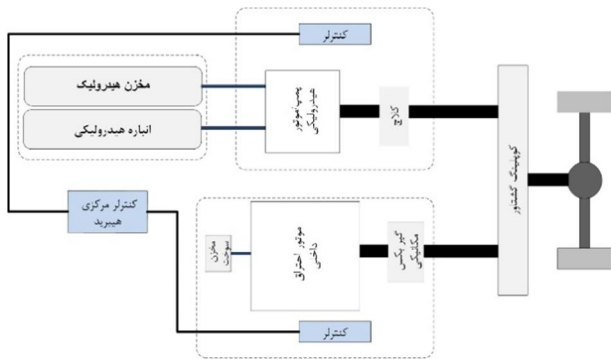 کنترلر
مخزن هیدرولیک
انباره هیدرولیکی
پمپ/موتور
هیدرولیکی
کلاچ
کوپلینگ گشتاور
کنترلر مرکزی
هیبرید
مخزن
سوخت
موتور احتراق
داخلی
گیربکس
مکانیکی
کنترلر